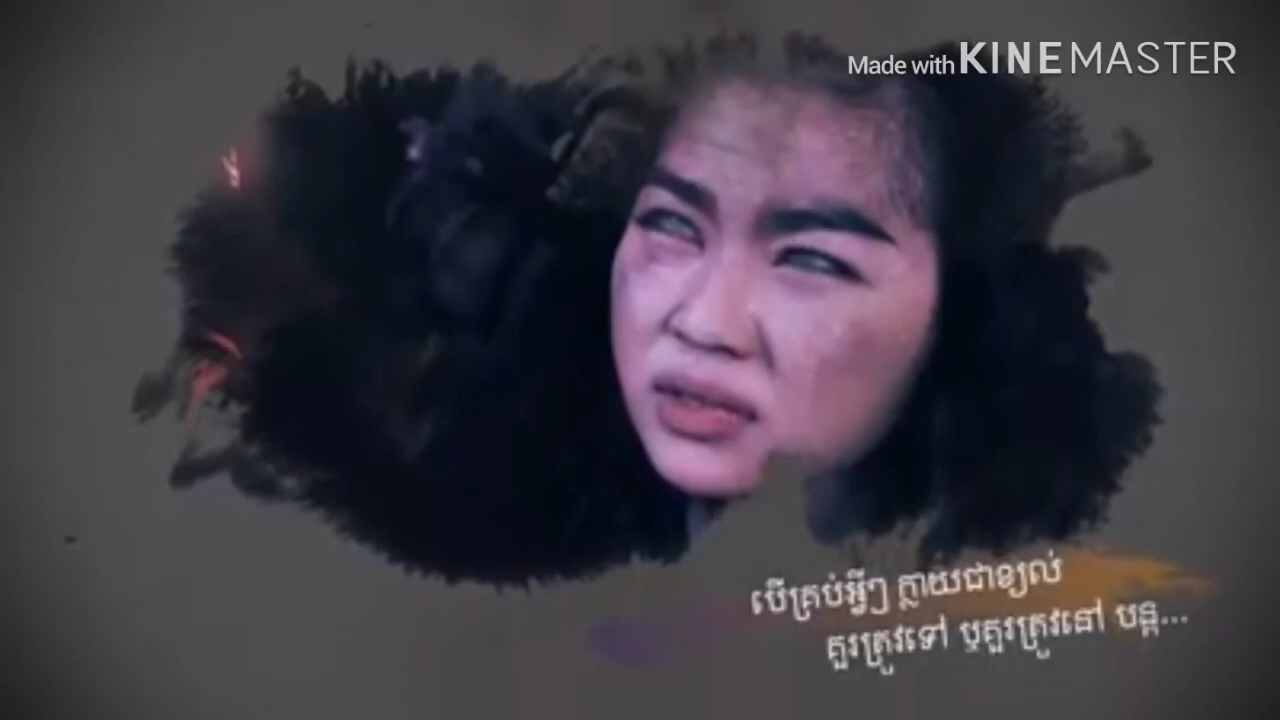 Made with KINEMASTER
បើគ្រប់អ្វីៗ ក្លាយជាខ្យល់
គួរត្រូវទៅ ឬគួរត្រូវនៅ បន្ត...